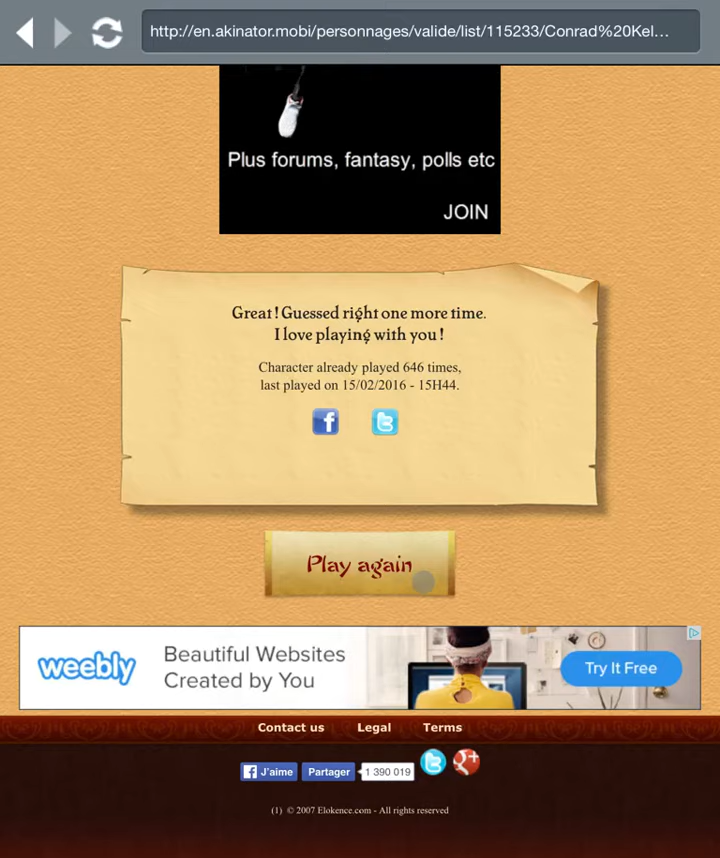 http://en.akinator.mobi/personnages/valide/list/115233/Conrad%20Kel...
Plus forums, fantasy, polls etc
JOIN
Great! Guessed right one more time.
I love playing with you!
Character already played 646 times,
last played on 15/02/2016 - 15H44.
Play again
weebly
Beautiful Websites
Created by You
Try It Free
Contact us Legal Terms
J'aime Partager 1 390 019
(1) © 2007 Elokence.com - All rights reserved